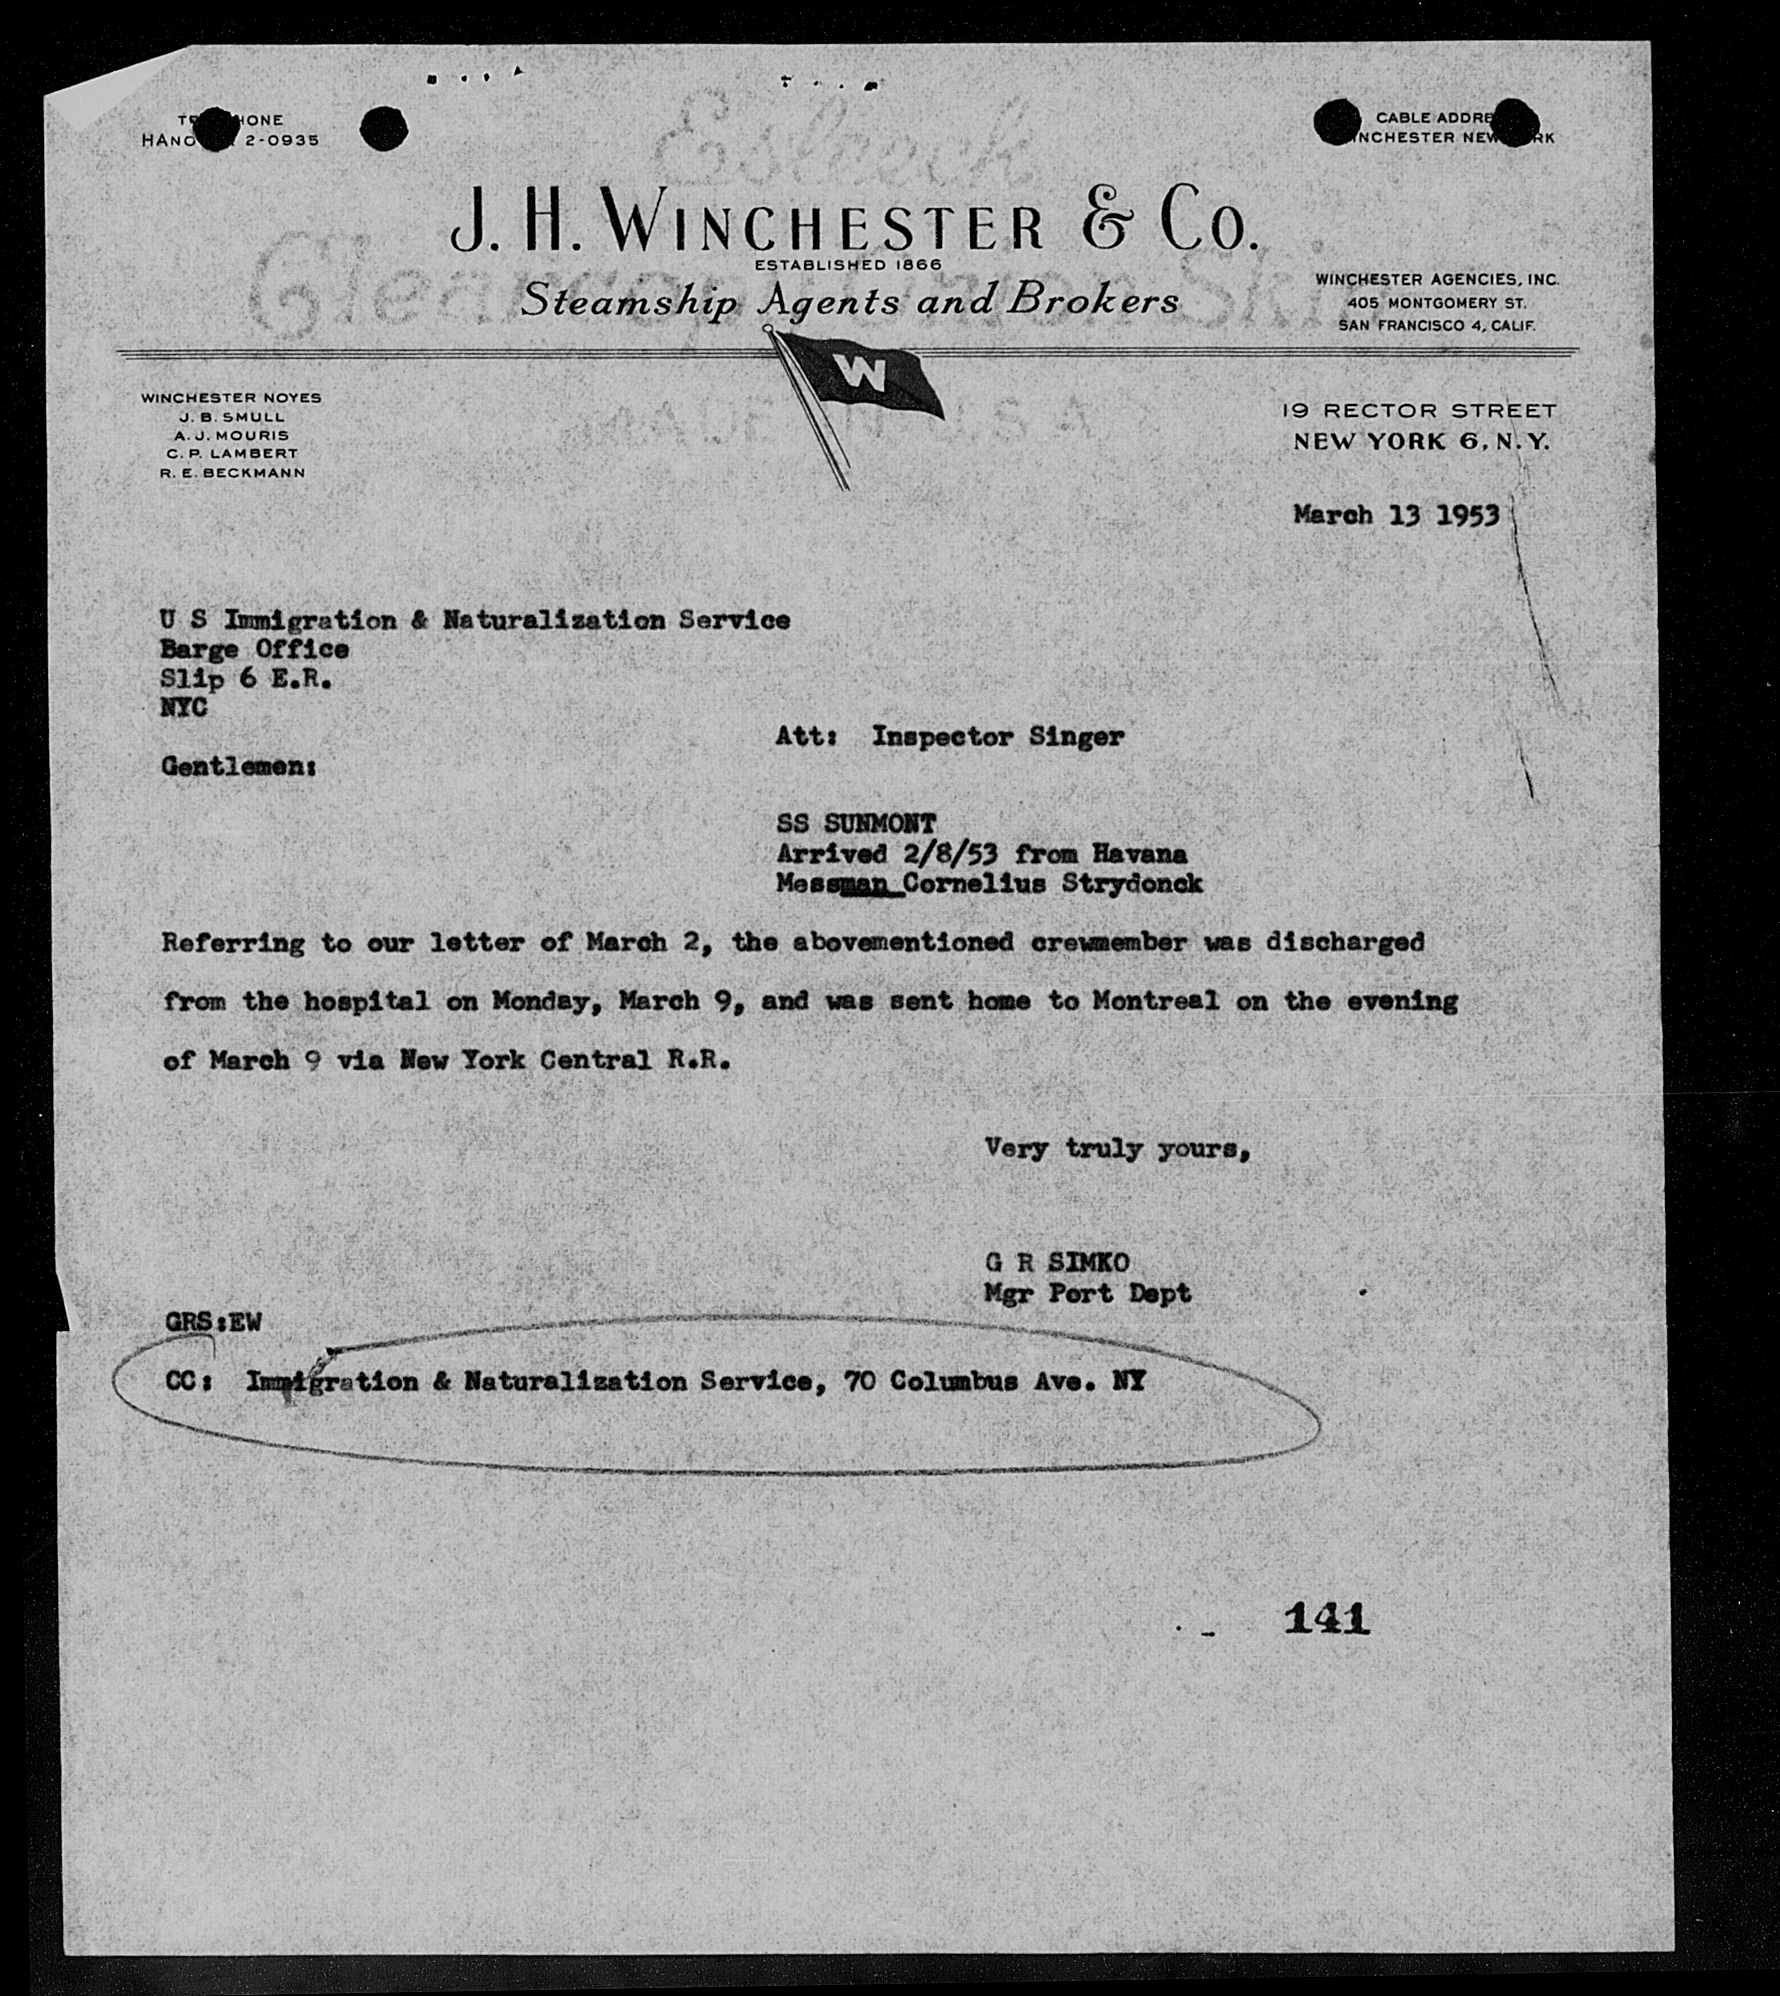 HANO 2-0935
CABLE
NEW
J. H. WINCHESTER & CO.
ESTABLISHED 1866
Steamship Agents and Brokers
WINCHESTER AGENCIES, INC.
405 MONTGOMERY ST.
SAN FRANCISCO 4, CALIF.
W
WINCHESTER NOYES
J. B. SMULL
A. J. MOURIS
C. P. LAMBERT
R. E. BECKMANN
19 RECTOR STREET
NEW YORK 6, N.Y.
March 13 1953
U S Immigration & Naturalization Service
Barge Office
Slip 6 E.R.
NYC
Att: Inspector Singer
Gentlemen:
SS SUNMONT
Arrived 2/8/53 from Havana
Messman Cornelius Strydonck
Referring to our letter of March 2, the abovementioned crewmember was discharged
from the hospital on Monday, March 9, and was sent home to Montreal on the evening
of March 9 via New York Central R.R.
Very truly yours,
G R SIMKO
Mgr Port Dept
GRS:EW
CC: Immigration & Naturalization Service, 70 Columbus Ave. NY
141